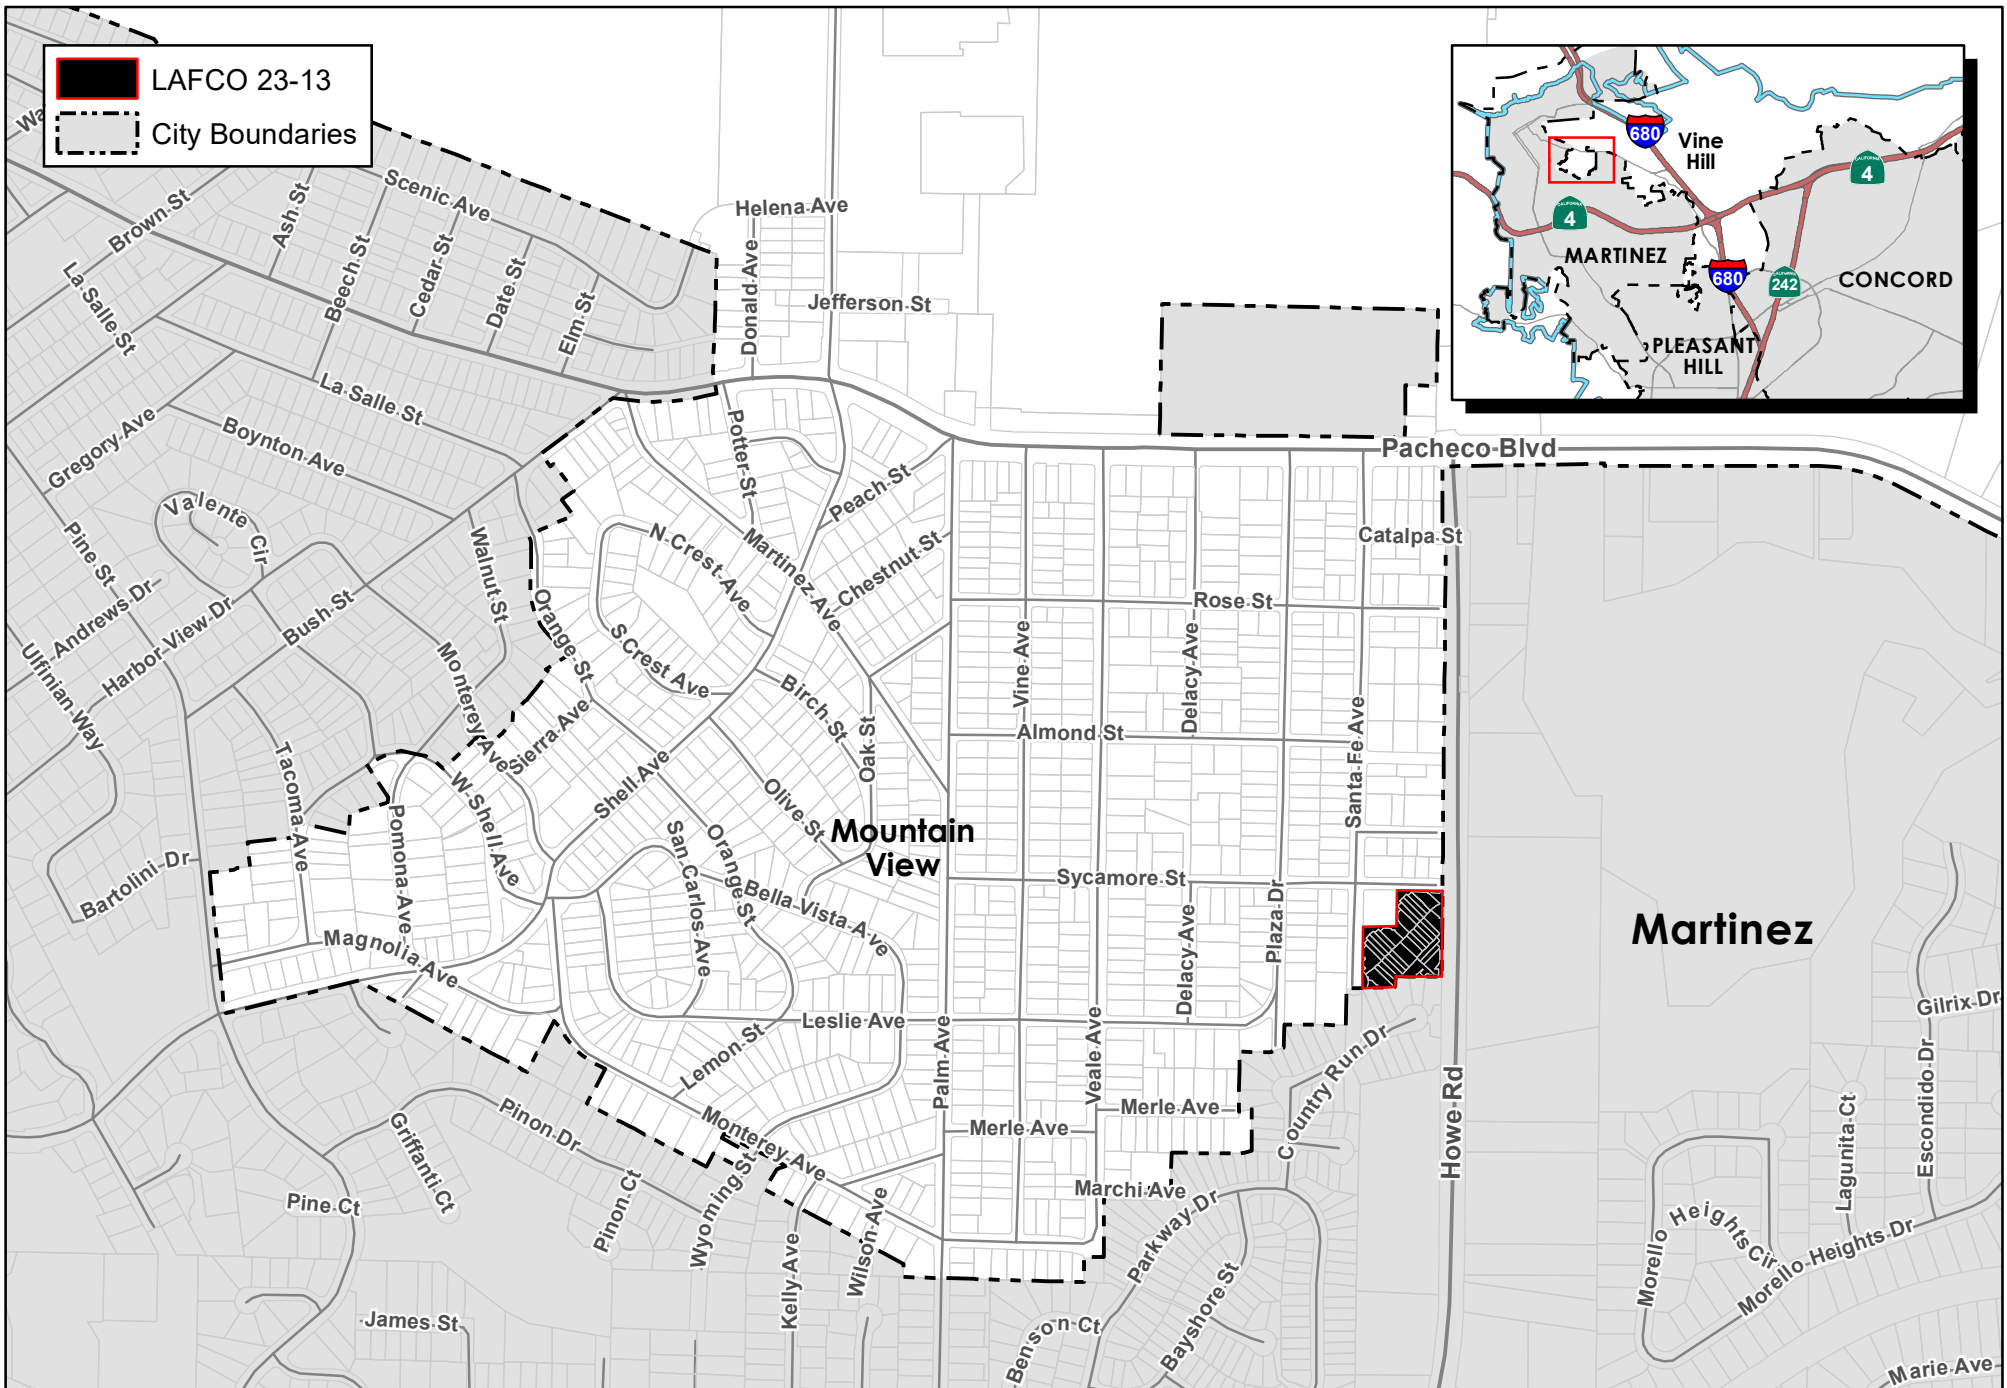 LAFCO 23-13
City Boundaries
Wa
Brown St
Ash St
Scenic Ave
Beech St
Cedar St
Date St
Elm St
La Salle St
La Salle St
Gregory Ave
Boynton Ave
Valente Cir
Pine St
Andrews Dr
Harbor View Dr
Ulfinian Way
Bush St
Walnut St
Monterey Ave
Tacoma Ave
Bartolini Dr
Helena Ave
Donald Ave
Jefferson St
Potter St
Peach St
Chestnut St
Martinez Ave
N Crest Ave
S Crest Ave
Orange St
Sierra Ave
Shell Ave
W Shell Ave
Pomona Ave
Magnolia Ave
Birch St
Oak St
Olive St
Orange St
San Carlos Ave
Bella Vista Ave
Mountain
View
Leslie Ave
Lemon St
Monterey Ave
Wyoming St
Kelly Ave
Wilson Ave
Palm Ave
Pinon Dr
Pinon Ct
Griffanti Ct
Pine Ct
James St
Pacheco Blvd
Catalpa St
Rose St
Vine Ave
Delacy Ave
Almond St
Santa Fe Ave
Sycamore St
Plaza Dr
Delacy Ave
Veale Ave
Merle Ave
Merle Ave
Marchi Ave
Country Run Dr
Parkway Dr
Bayshore St
Benson Ct
Howe Rd
Martinez
Gilrix Dr
Escondido Dr
Lagunita Ct
Morello Heights Cir
Morello Heights Dr
Marie Ave
680
Vine
Hill
CALIFORNIA
4
CALIFORNIA
4
MARTINEZ
680
CALIFORNIA
242
CONCORD
PLEASANT
HILL